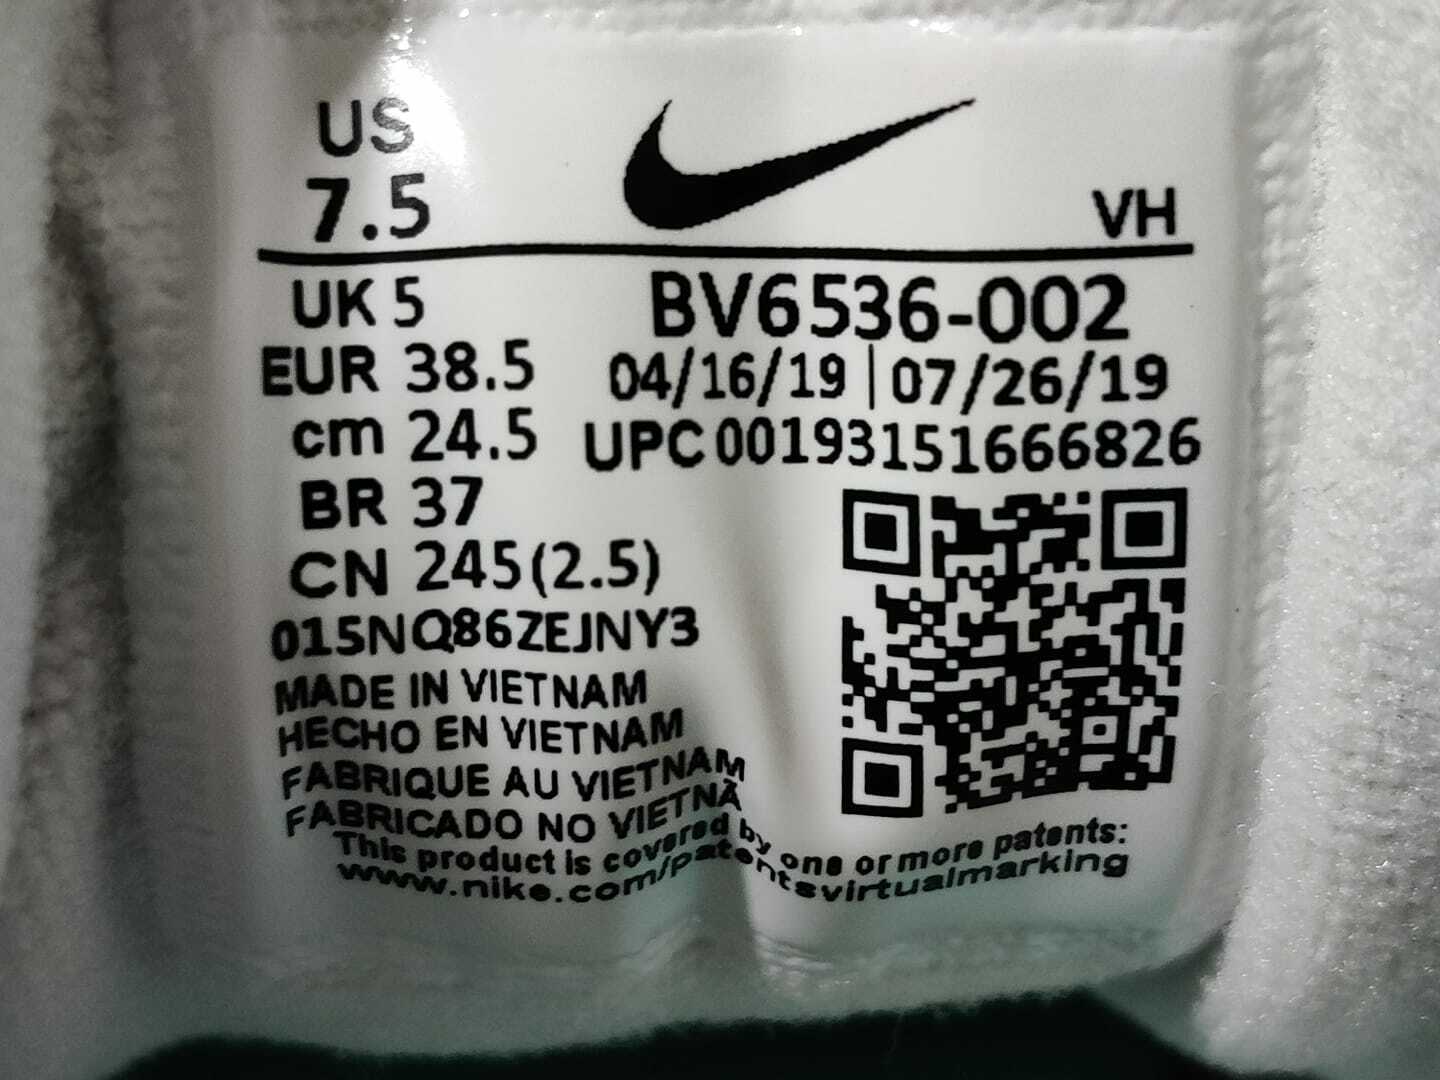 US
7.5
VH
UK 5
BV6536-002
EUR 38.5
04/16/19 | 07/26/19
cm 24.5
UPC 00193151666826
BR 37
CN 245(2.5)
015NQ86ZEJNY3
MADE IN VIETNAM
HECHO EN VIETNAM
FABRIQUE AU VIETNAM
FABRICADO NO VIETNÃ
This product is covered by one or more patents:
www.nike.com/patentsvirtualmarking